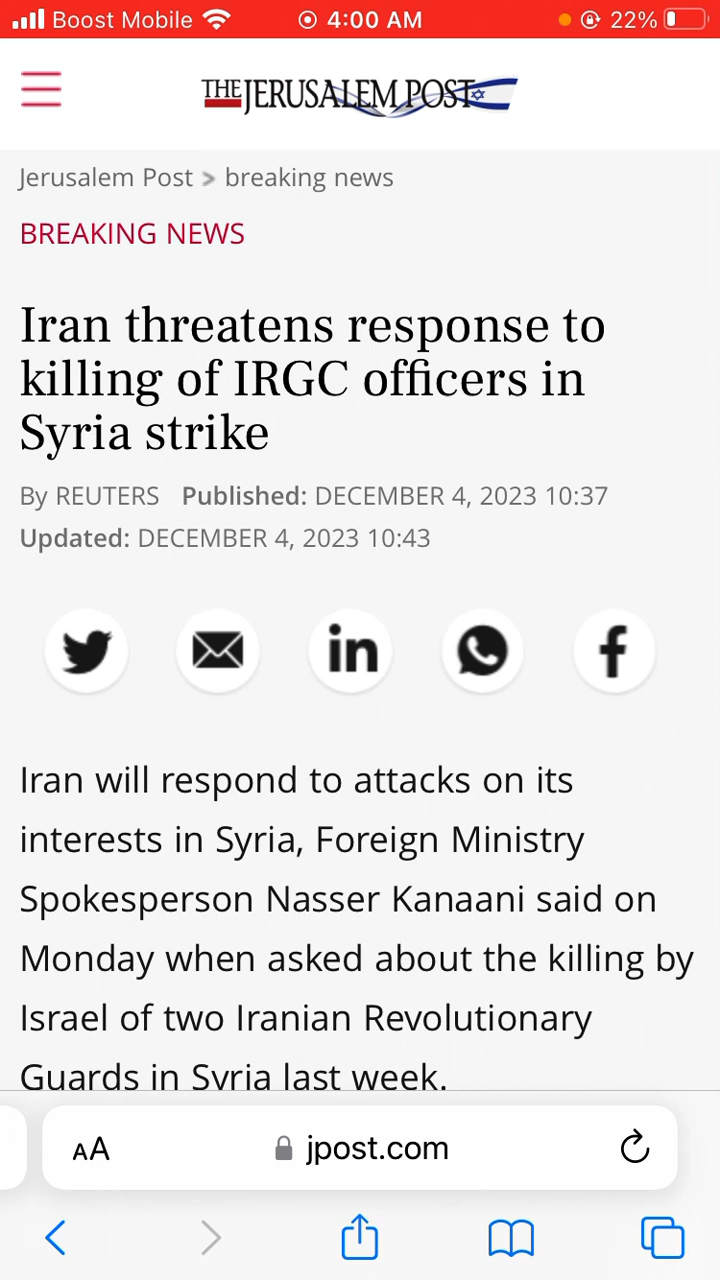 Boost Mobile 4:00 AM 22%
THE JERUSALEM POST
Jerusalem Post > breaking news
BREAKING NEWS
Iran threatens response to
killing of IRGC officers in
Syria strike
By REUTERS Published: DECEMBER 4, 2023 10:37
Updated: DECEMBER 4, 2023 10:43
in f
Iran will respond to attacks on its
interests in Syria, Foreign Ministry
Spokesperson Nasser Kanaani said on
Monday when asked about the killing by
Israel of two Iranian Revolutionary
Guards in Syria last week.
AA jpost.com